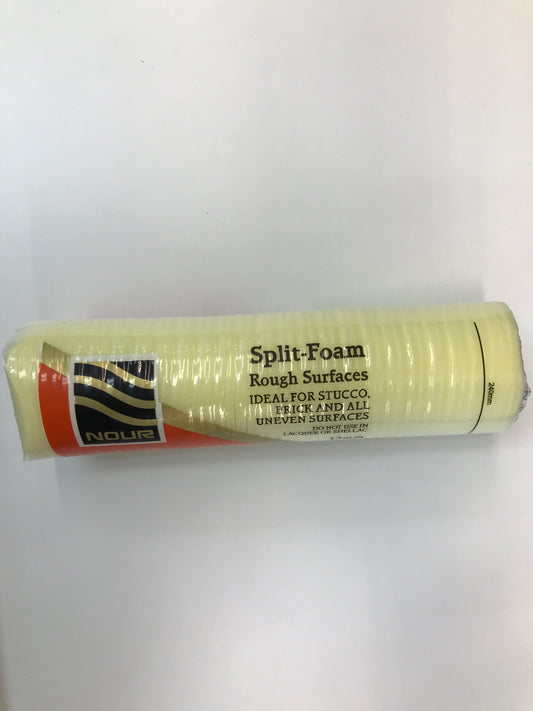 NOUR
Split-Foam
Rough Surfaces
IDEAL FOR STUCCO,
BRICK AND ALL
UNEVEN SURFACES
DO NOT USE IN
LACQUER OR SHELLAC
240mm